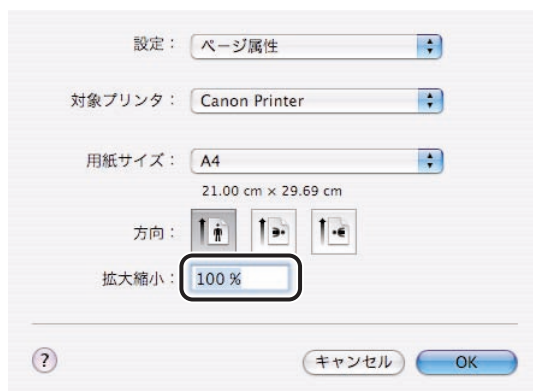 設定： ページ属性
対象プリンタ： Canon Printer
用紙サイズ： A4
21.00 cm × 29.69 cm
方向：
拡大縮小： 100 %
? キャンセル OK